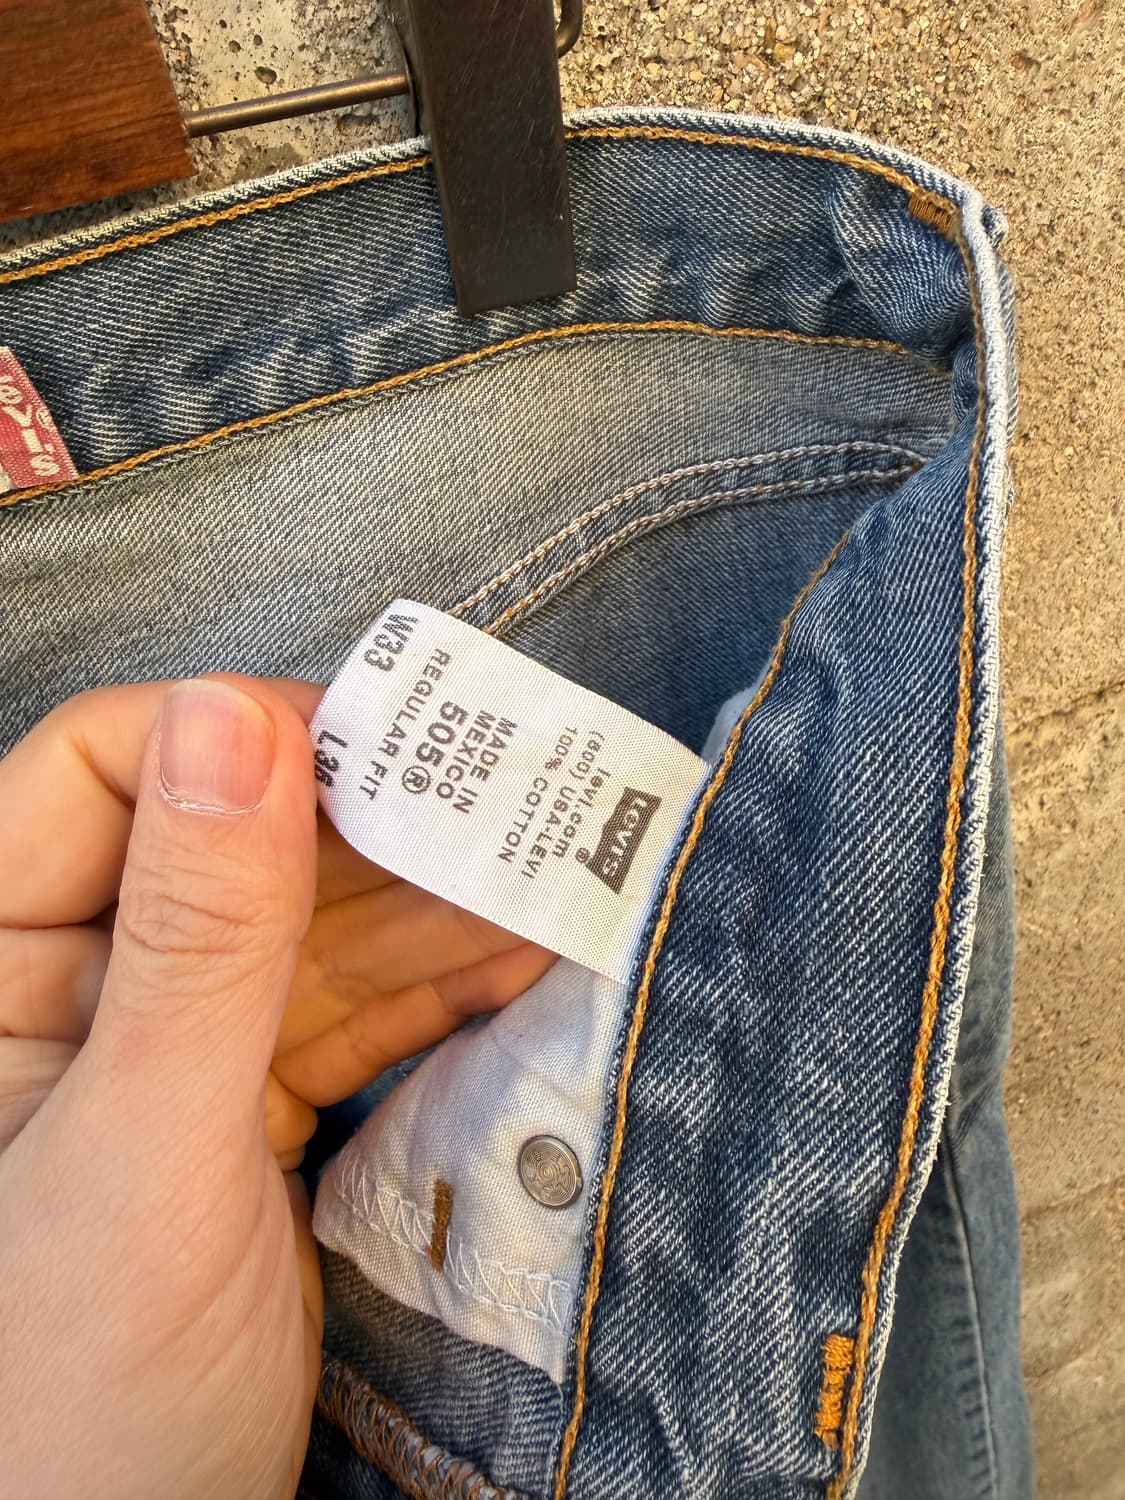 Levi's®
levi.com
(800) USA-LEVI
100% COTTON
MADE IN
MEXICO
505®
REGULAR FIT
W33 L36